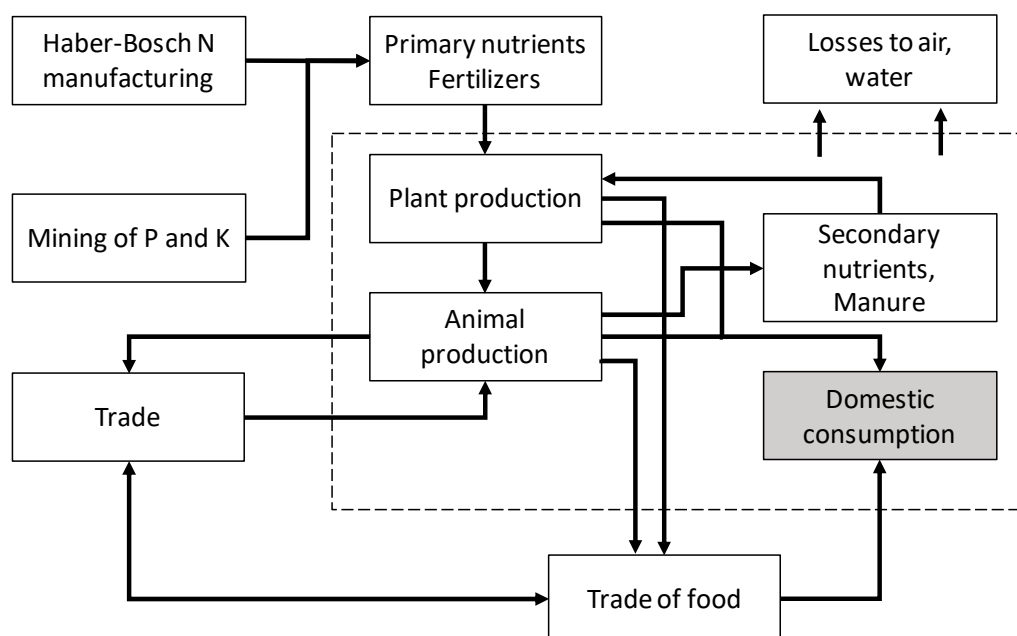 Haber-Bosch N
manufacturing
Primary nutrients
Fertilizers
Losses to air,
water
Plant production
Mining of P and K
Secondary
nutrients,
Manure
Animal
production
Trade
Domestic
consumption
Trade of food